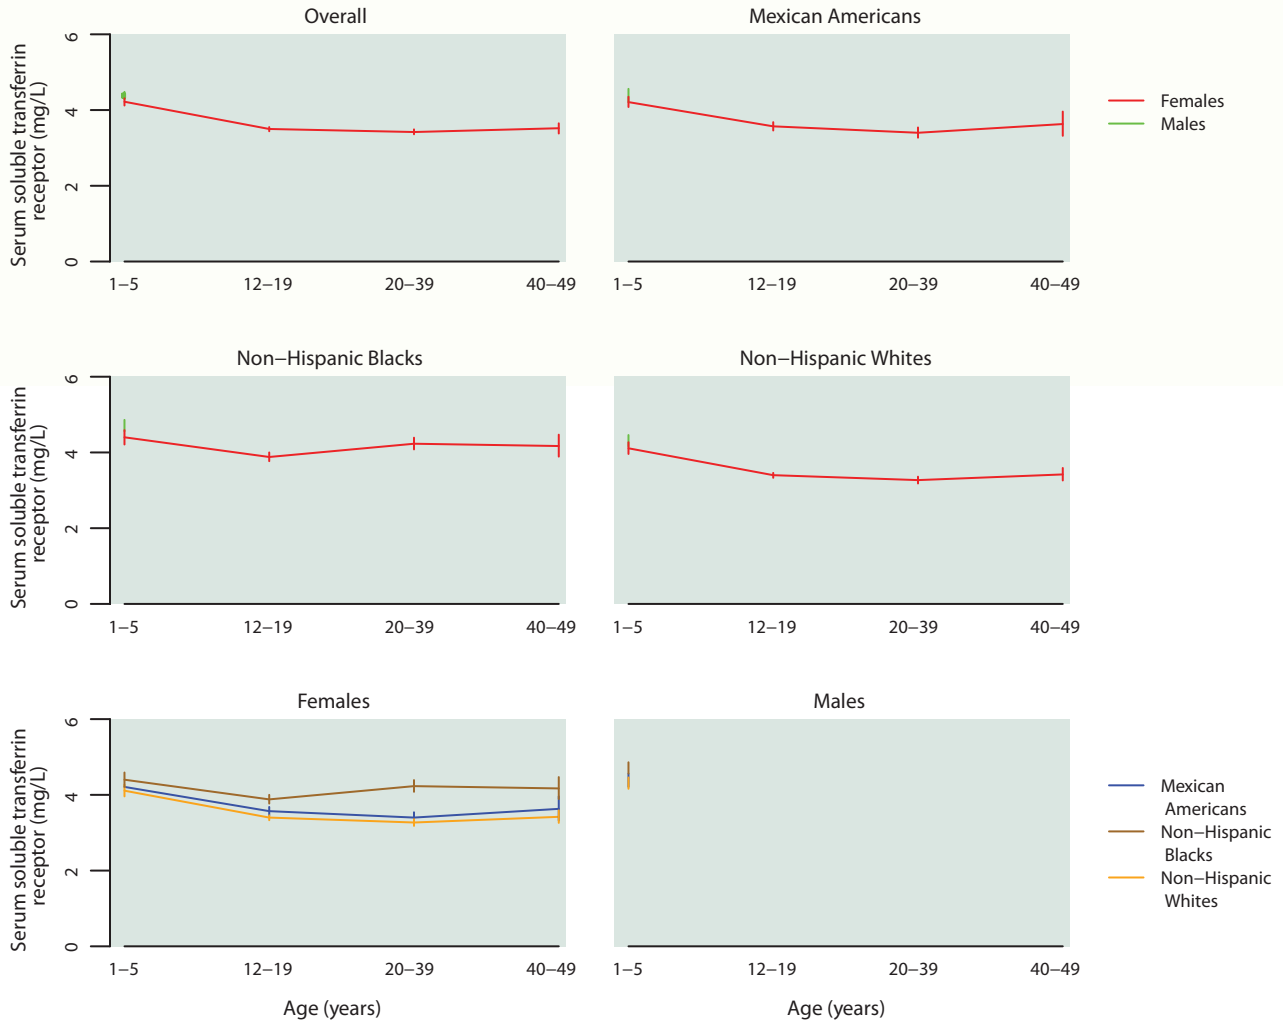 Overall
Mexican Americans
Serum soluble transferrin
receptor (mg/L)
6
4
2
0
1–5
12–19
20–39
40–49
1–5
12–19
20–39
40–49
Females
Males
Non–Hispanic Blacks
Non–Hispanic Whites
Serum soluble transferrin
receptor (mg/L)
6
4
2
0
1–5
12–19
20–39
40–49
1–5
12–19
20–39
40–49
Females
Males
Serum soluble transferrin
receptor (mg/L)
6
4
2
0
1–5
12–19
20–39
40–49
1–5
12–19
20–39
40–49
Age (years)
Age (years)
Mexican
Americans
Non–Hispanic
Blacks
Non–Hispanic
Whites